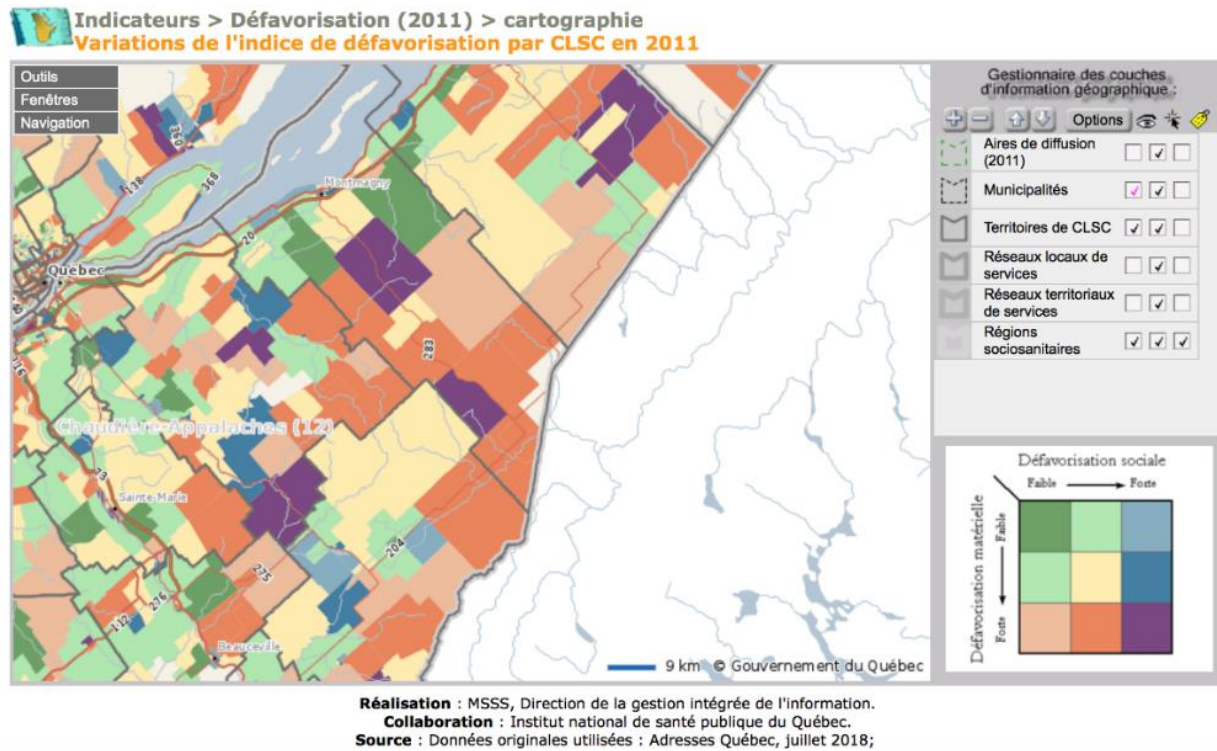 Indicateurs > Défavorisation (2011) > cartographie
Variations de l'indice de défavorisation par CLSC en 2011
Outils
Fenêtres
Navigation
360
138
368
Montmagny
20
Québec
283
Chaudière-Appalaches (12)
73
Sainte-Marie
204
275
276
112
Beauceville
9 km © Gouvernement du Québec
Gestionnaire des couches
d'information géographique :
Options
Aires de diffusion
(2011)
Municipalités
Territoires de CLSC
Réseaux locaux de
services
Réseaux territoriaux
de services
Régions
sociosanitaires
Défavorisation sociale
Faible
Forte
Défavorisation matérielle
Faible
Forte
Réalisation : MSSS, Direction de la gestion intégrée de l'information.
Collaboration : Institut national de santé publique du Québec.
Source : Données originales utilisées : Adresses Québec, juillet 2018;